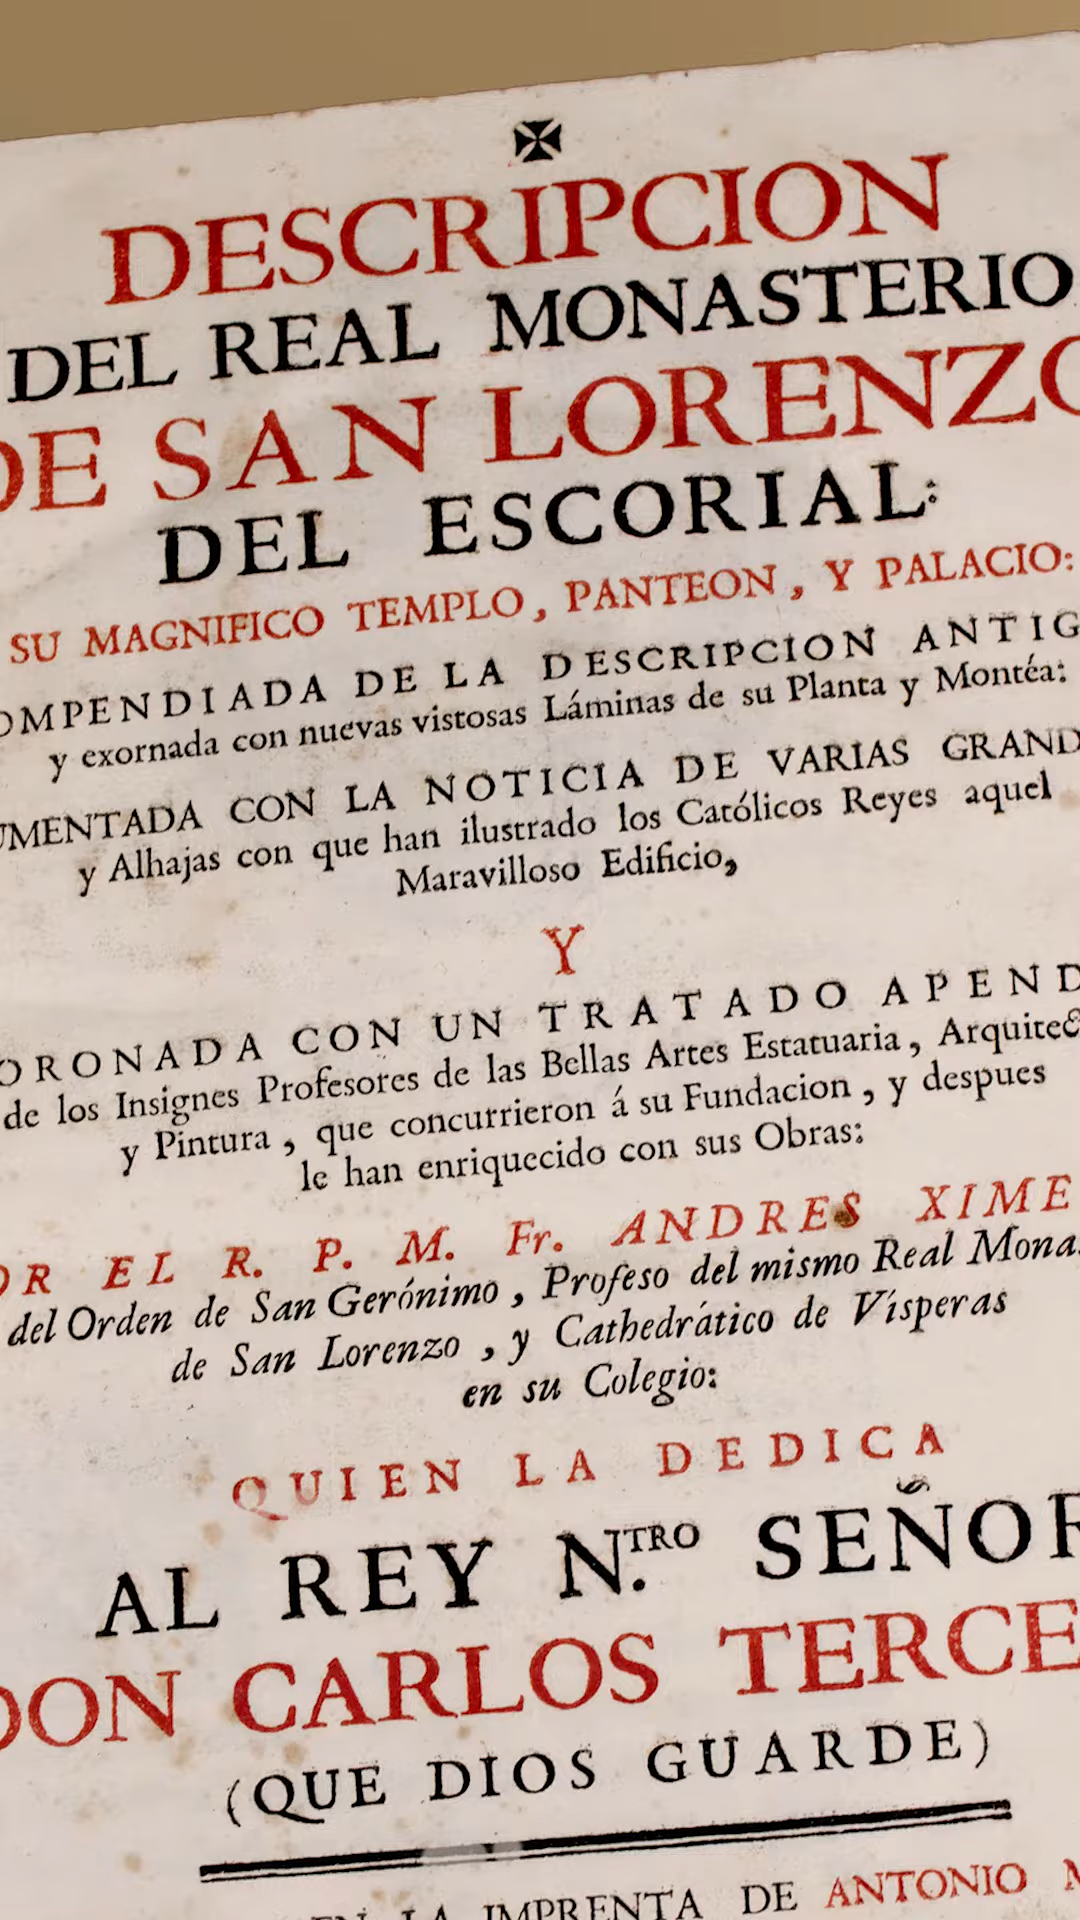 DESCRIPCION
DEL REAL MONASTERIO
DE SAN LORENZO
DEL ESCORIAL:
SU MAGNIFICO TEMPLO, PANTEON, Y PALACIO:
OMPENDIADA DE LA DESCRIPCION ANTIG
y exornada con nuevas vistosas Láminas de su Planta y Montéa:
UMENTADA CON LA NOTICIA DE VARIAS GRAND
y Alhajas con que han ilustrado los Católicos Reyes aquel
Maravilloso Edificio,
Y
ORONADA CON UN TRATADO APEND
de los Insignes Profesores de las Bellas Artes Estatuaria, Arquitect
y Pintura, que concurrieron á su Fundacion, y despues
le han enriquecido con sus Obras:
OR EL R. P. M. Fr. ANDRES XIME
del Orden de San Gerónimo, Profeso del mismo Real Monas
de San Lorenzo, y Cathedrático de Vísperas
en su Colegio:
QUIEN LA DEDICA
AL REY N.TRO SEÑOR
DON CARLOS TERCE
(QUE DIOS GUARDE)
EN LA IMPRENTA DE ANTONIO M